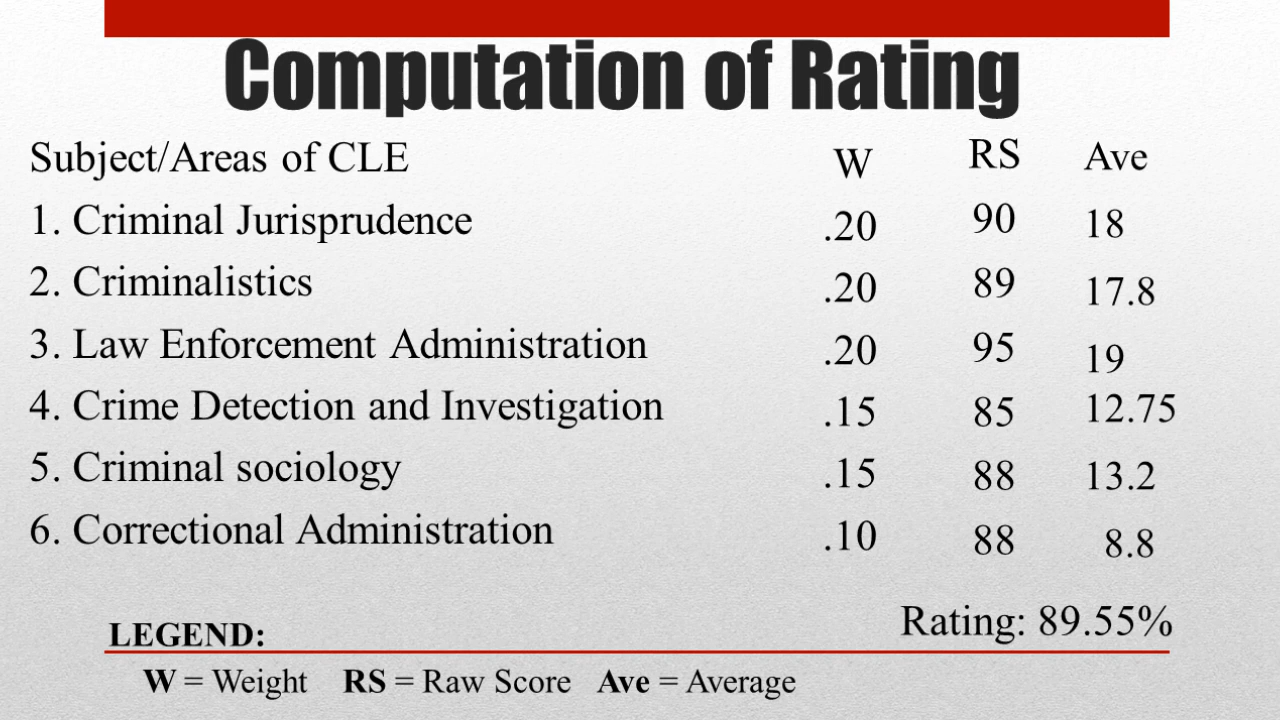 Computation of Rating
Subject/Areas of CLE W RS Ave
1. Criminal Jurisprudence .20 90 18
2. Criminalistics .20 89 17.8
3. Law Enforcement Administration .20 95 19
4. Crime Detection and Investigation .15 85 12.75
5. Criminal sociology .15 88 13.2
6. Correctional Administration .10 88 8.8
Rating: 89.55%
LEGEND:
W = Weight RS = Raw Score Ave = Average